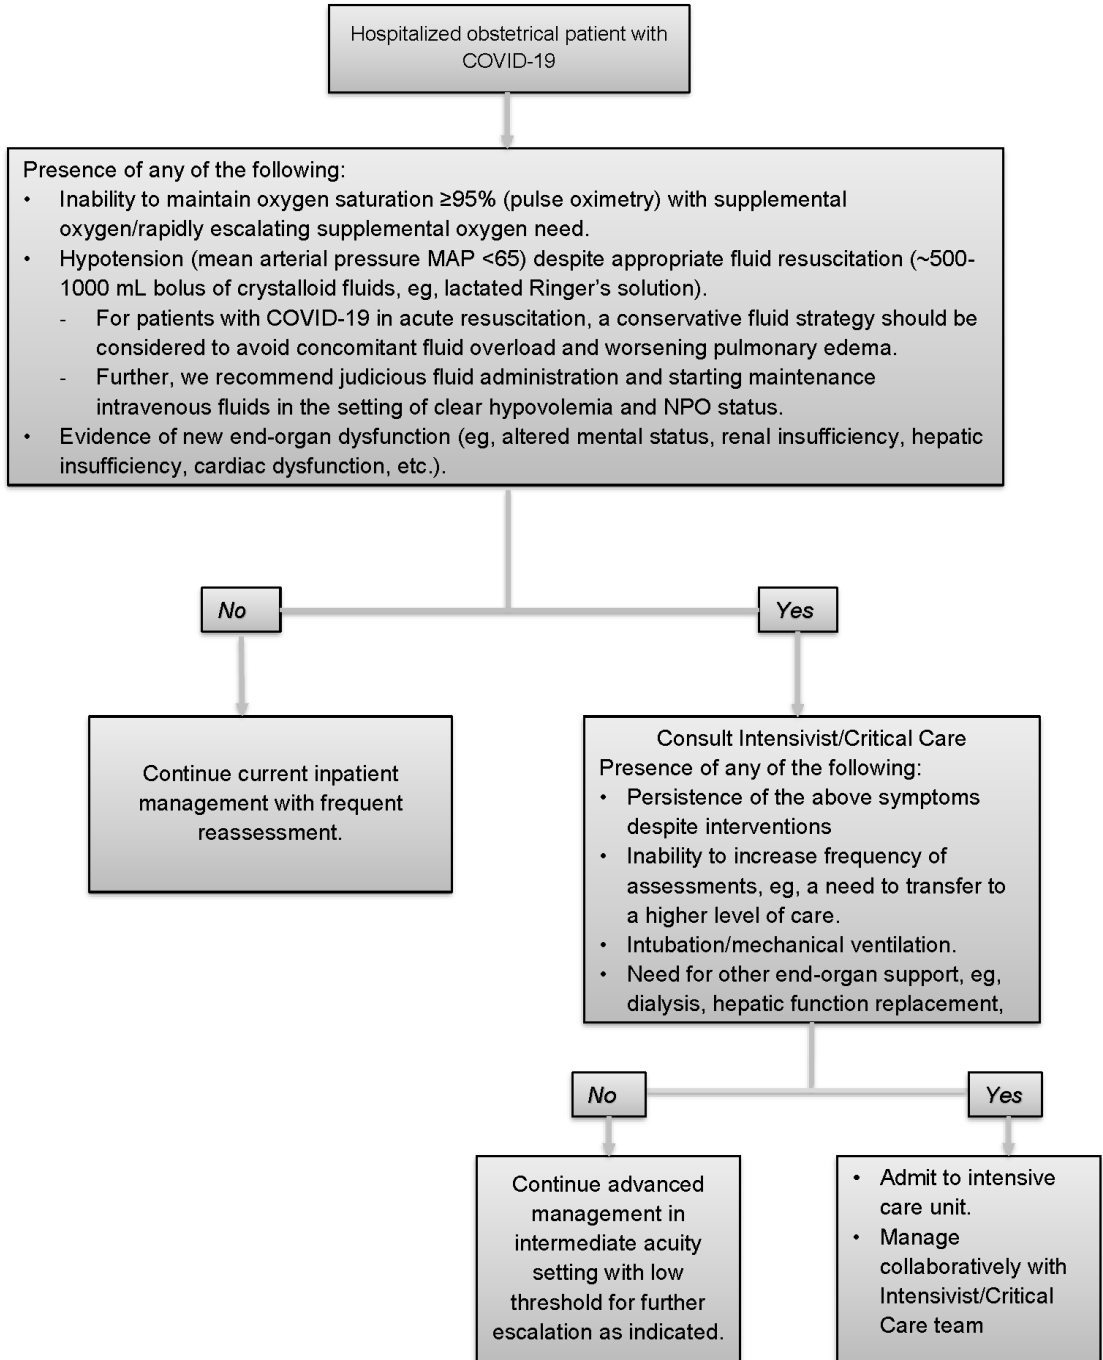 Hospitalized obstetrical patient with
COVID-19
Presence of any of the following:
• Inability to maintain oxygen saturation ≥95% (pulse oximetry) with supplemental
oxygen/rapidly escalating supplemental oxygen need.
• Hypotension (mean arterial pressure MAP <65) despite appropriate fluid resuscitation (~500-
1000 mL bolus of crystalloid fluids, eg, lactated Ringer’s solution).
- For patients with COVID-19 in acute resuscitation, a conservative fluid strategy should be
considered to avoid concomitant fluid overload and worsening pulmonary edema.
- Further, we recommend judicious fluid administration and starting maintenance
intravenous fluids in the setting of clear hypovolemia and NPO status.
• Evidence of new end-organ dysfunction (eg, altered mental status, renal insufficiency, hepatic
insufficiency, cardiac dysfunction, etc.).
No
Yes
Continue current inpatient
management with frequent
reassessment.
Consult Intensivist/Critical Care
Presence of any of the following:
• Persistence of the above symptoms
despite interventions
• Inability to increase frequency of
assessments, eg, a need to transfer to
a higher level of care.
• Intubation/mechanical ventilation.
• Need for other end-organ support, eg,
dialysis, hepatic function replacement,
No
Yes
Continue advanced
management in
intermediate acuity
setting with low
threshold for further
escalation as indicated.
• Admit to intensive
care unit.
• Manage
collaboratively with
Intensivist/Critical
Care team